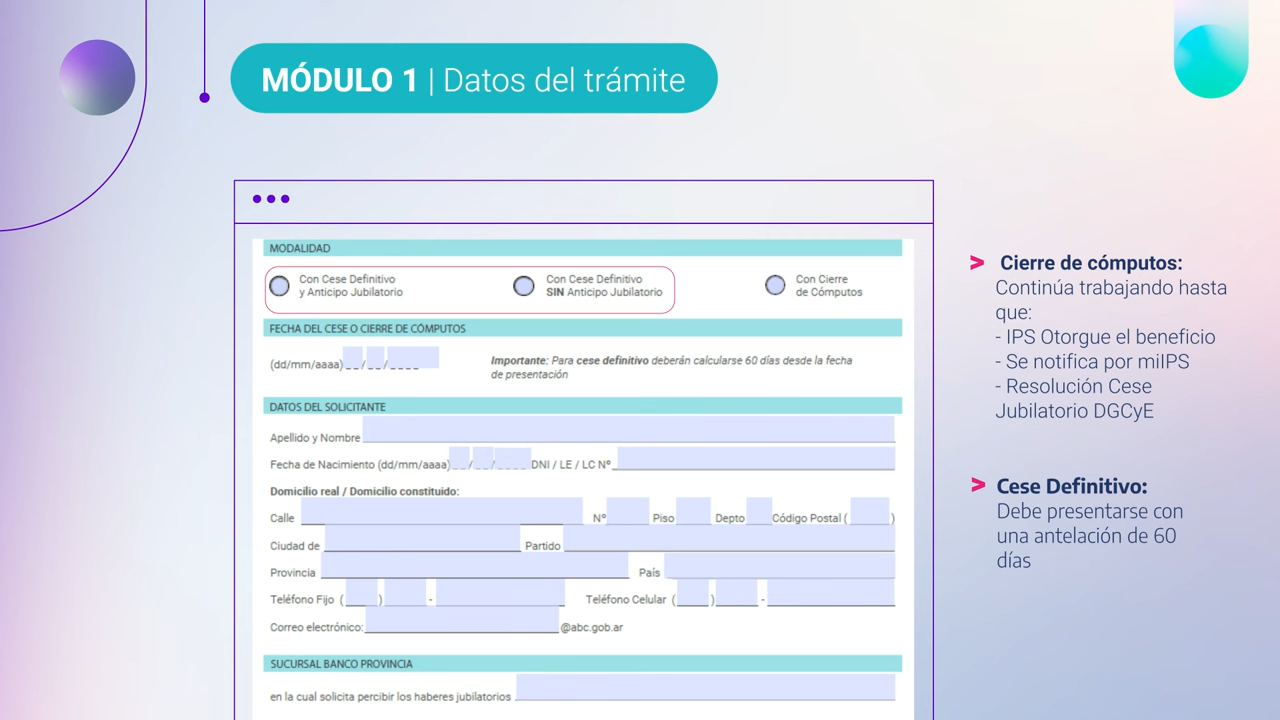 MÓDULO 1 | Datos del trámite
MODALIDAD
Con Cese Definitivo
y Anticipo Jubilatorio
Con Cese Definitivo
SIN Anticipo Jubilatorio
Con Cierre
de Cómputos
FECHA DEL CESE O CIERRE DE CÓMPUTOS
(dd/mm/aaaa)__/__/____
Importante: Para cese definitivo deberán calcularse 60 días desde la fecha
de presentación
DATOS DEL SOLICITANTE
Apellido y Nombre
Fecha de Nacimiento (dd/mm/aaaa)__/__/____ DNI / LE / LC Nº
Domicilio real / Domicilio constituido:
Calle Nº Piso Depto Código Postal ( )
Ciudad de Partido
Provincia País
Teléfono Fijo ( ) - Teléfono Celular ( ) -
Correo electrónico: @abc.gob.ar
SUCURSAL BANCO PROVINCIA
en la cual solicita percibir los haberes jubilatorios
> Cierre de cómputos:
Continúa trabajando hasta
que:
- IPS Otorgue el beneficio
- Se notifica por miIPS
- Resolución Cese
Jubilatorio DGCyE
> Cese Definitivo:
Debe presentarse con
una antelación de 60
días